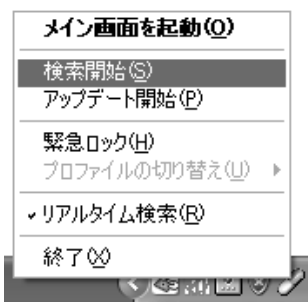 メイン画面を起動(O)
検索開始(S)
アップデート開始(P)
緊急ロック(H)
プロファイルの切り替え(U)
リアルタイム検索(R)
終了(X)